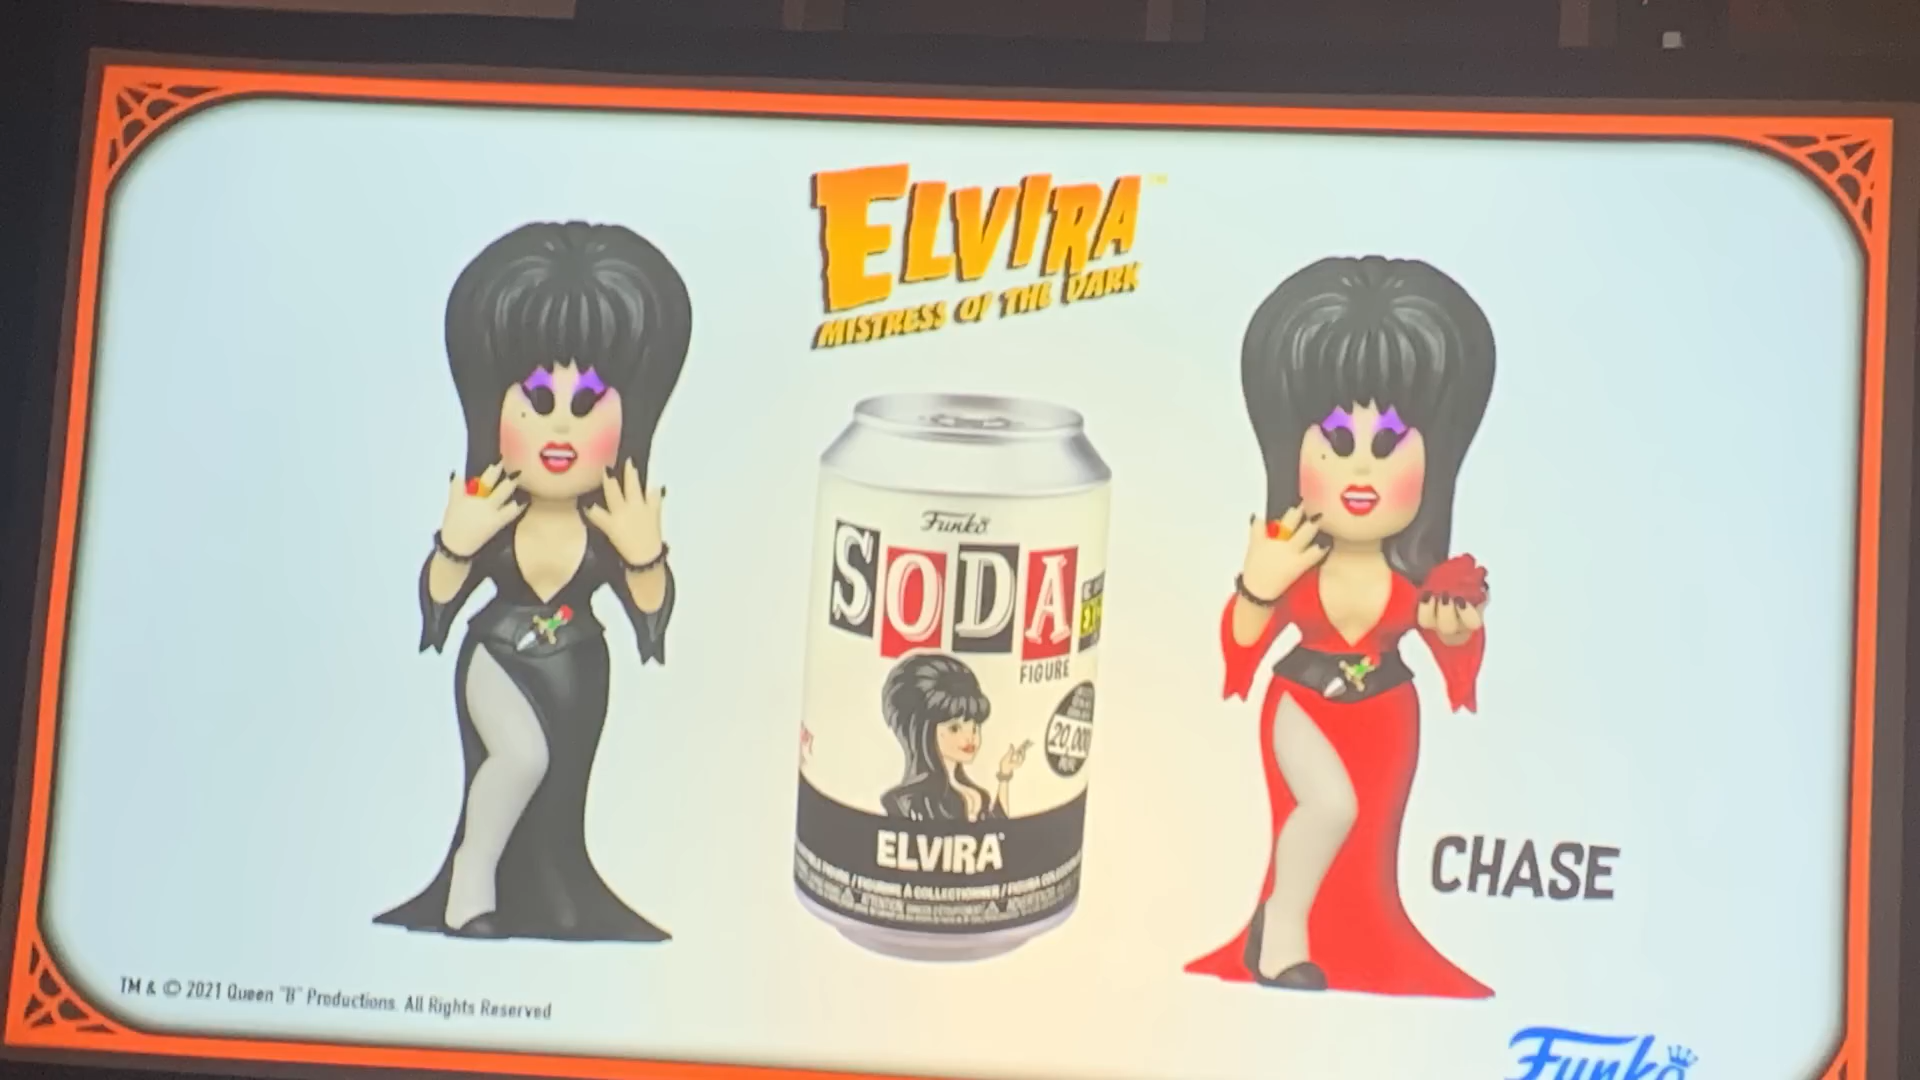 ELVIRA™
MISTRESS OF THE DARK
Funko
SODA
FIGURE
20,000
ELVIRA
CHASE
TM & © 2021 Queen "B" Productions. All Rights Reserved
Funko